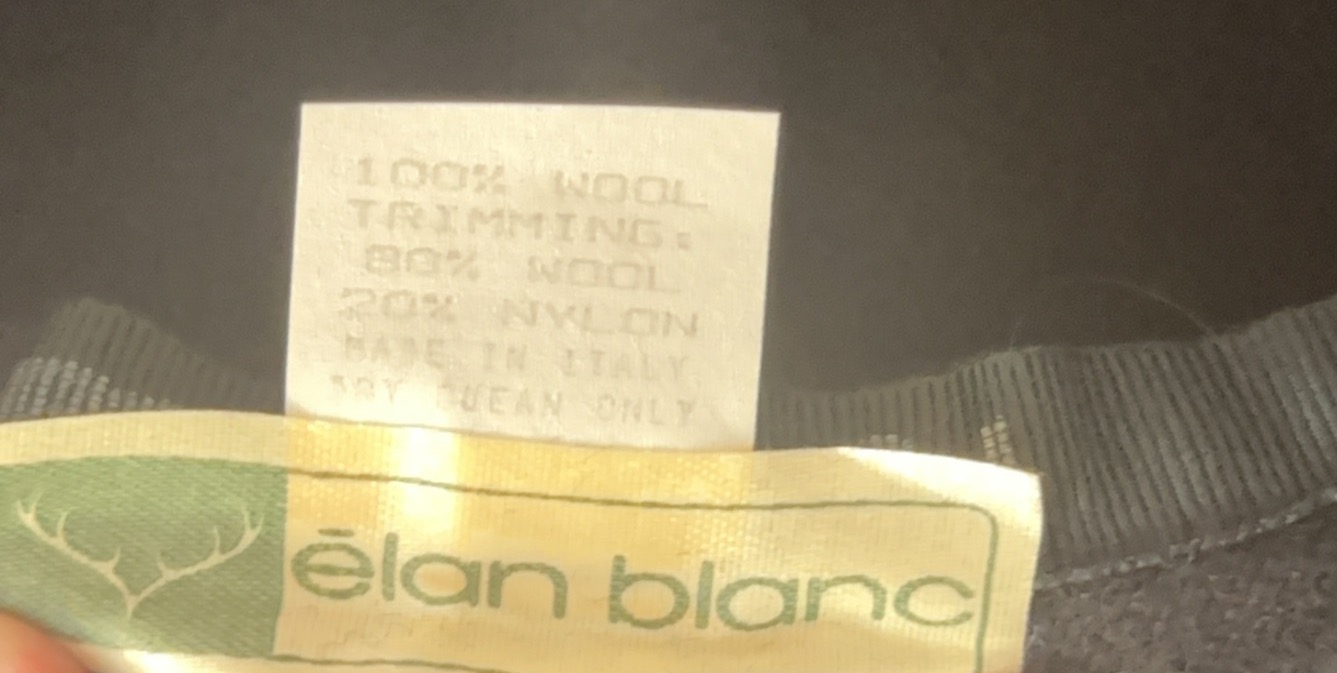 100% WOOL
TRIMMING:
80% WOOL
20% NYLON
MADE IN ITALY
DRY CLEAN ONLY
ēlan blanc